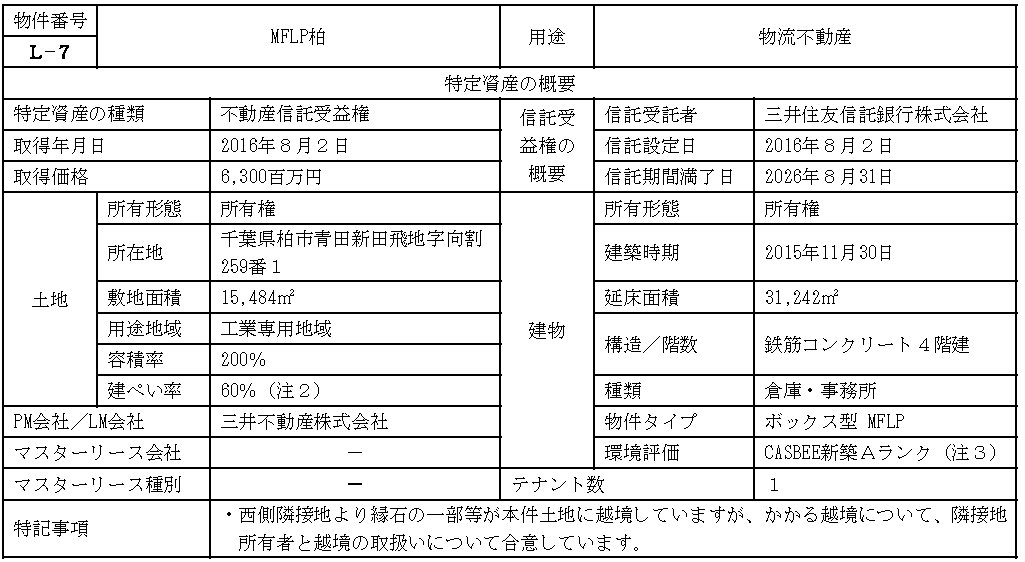 物件番号
L-7
MFLP柏
用途
物流不動産
特定資産の概要
特定資産の種類
不動産信託受益権
信託受
益権の
概要
信託受託者
三井住友信託銀行株式会社
取得年月日
2016年８月２日
信託設定日
2016年８月２日
取得価格
6,300百万円
信託期間満了日
2026年８月31日
土地
所有形態
所有権
建物
所有形態
所有権
所在地
千葉県柏市青田新田飛地字向割
259番１
建築時期
2015年11月30日
敷地面積
15,484㎡
延床面積
31,242㎡
用途地域
工業専用地域
構造／階数
鉄筋コンクリート４階建
容積率
200%
建ぺい率
60%（注２）
種類
倉庫・事務所
PM会社／LM会社
三井不動産株式会社
物件タイプ
ボックス型 MFLP
マスターリース会社
－
環境評価
CASBEE新築Ａランク（注３）
マスターリース種別
－
テナント数
１
特記事項
・西側隣接地より縁石の一部等が本件土地に越境していますが、かかる越境について、隣接地
所有者と越境の取扱いについて合意しています。